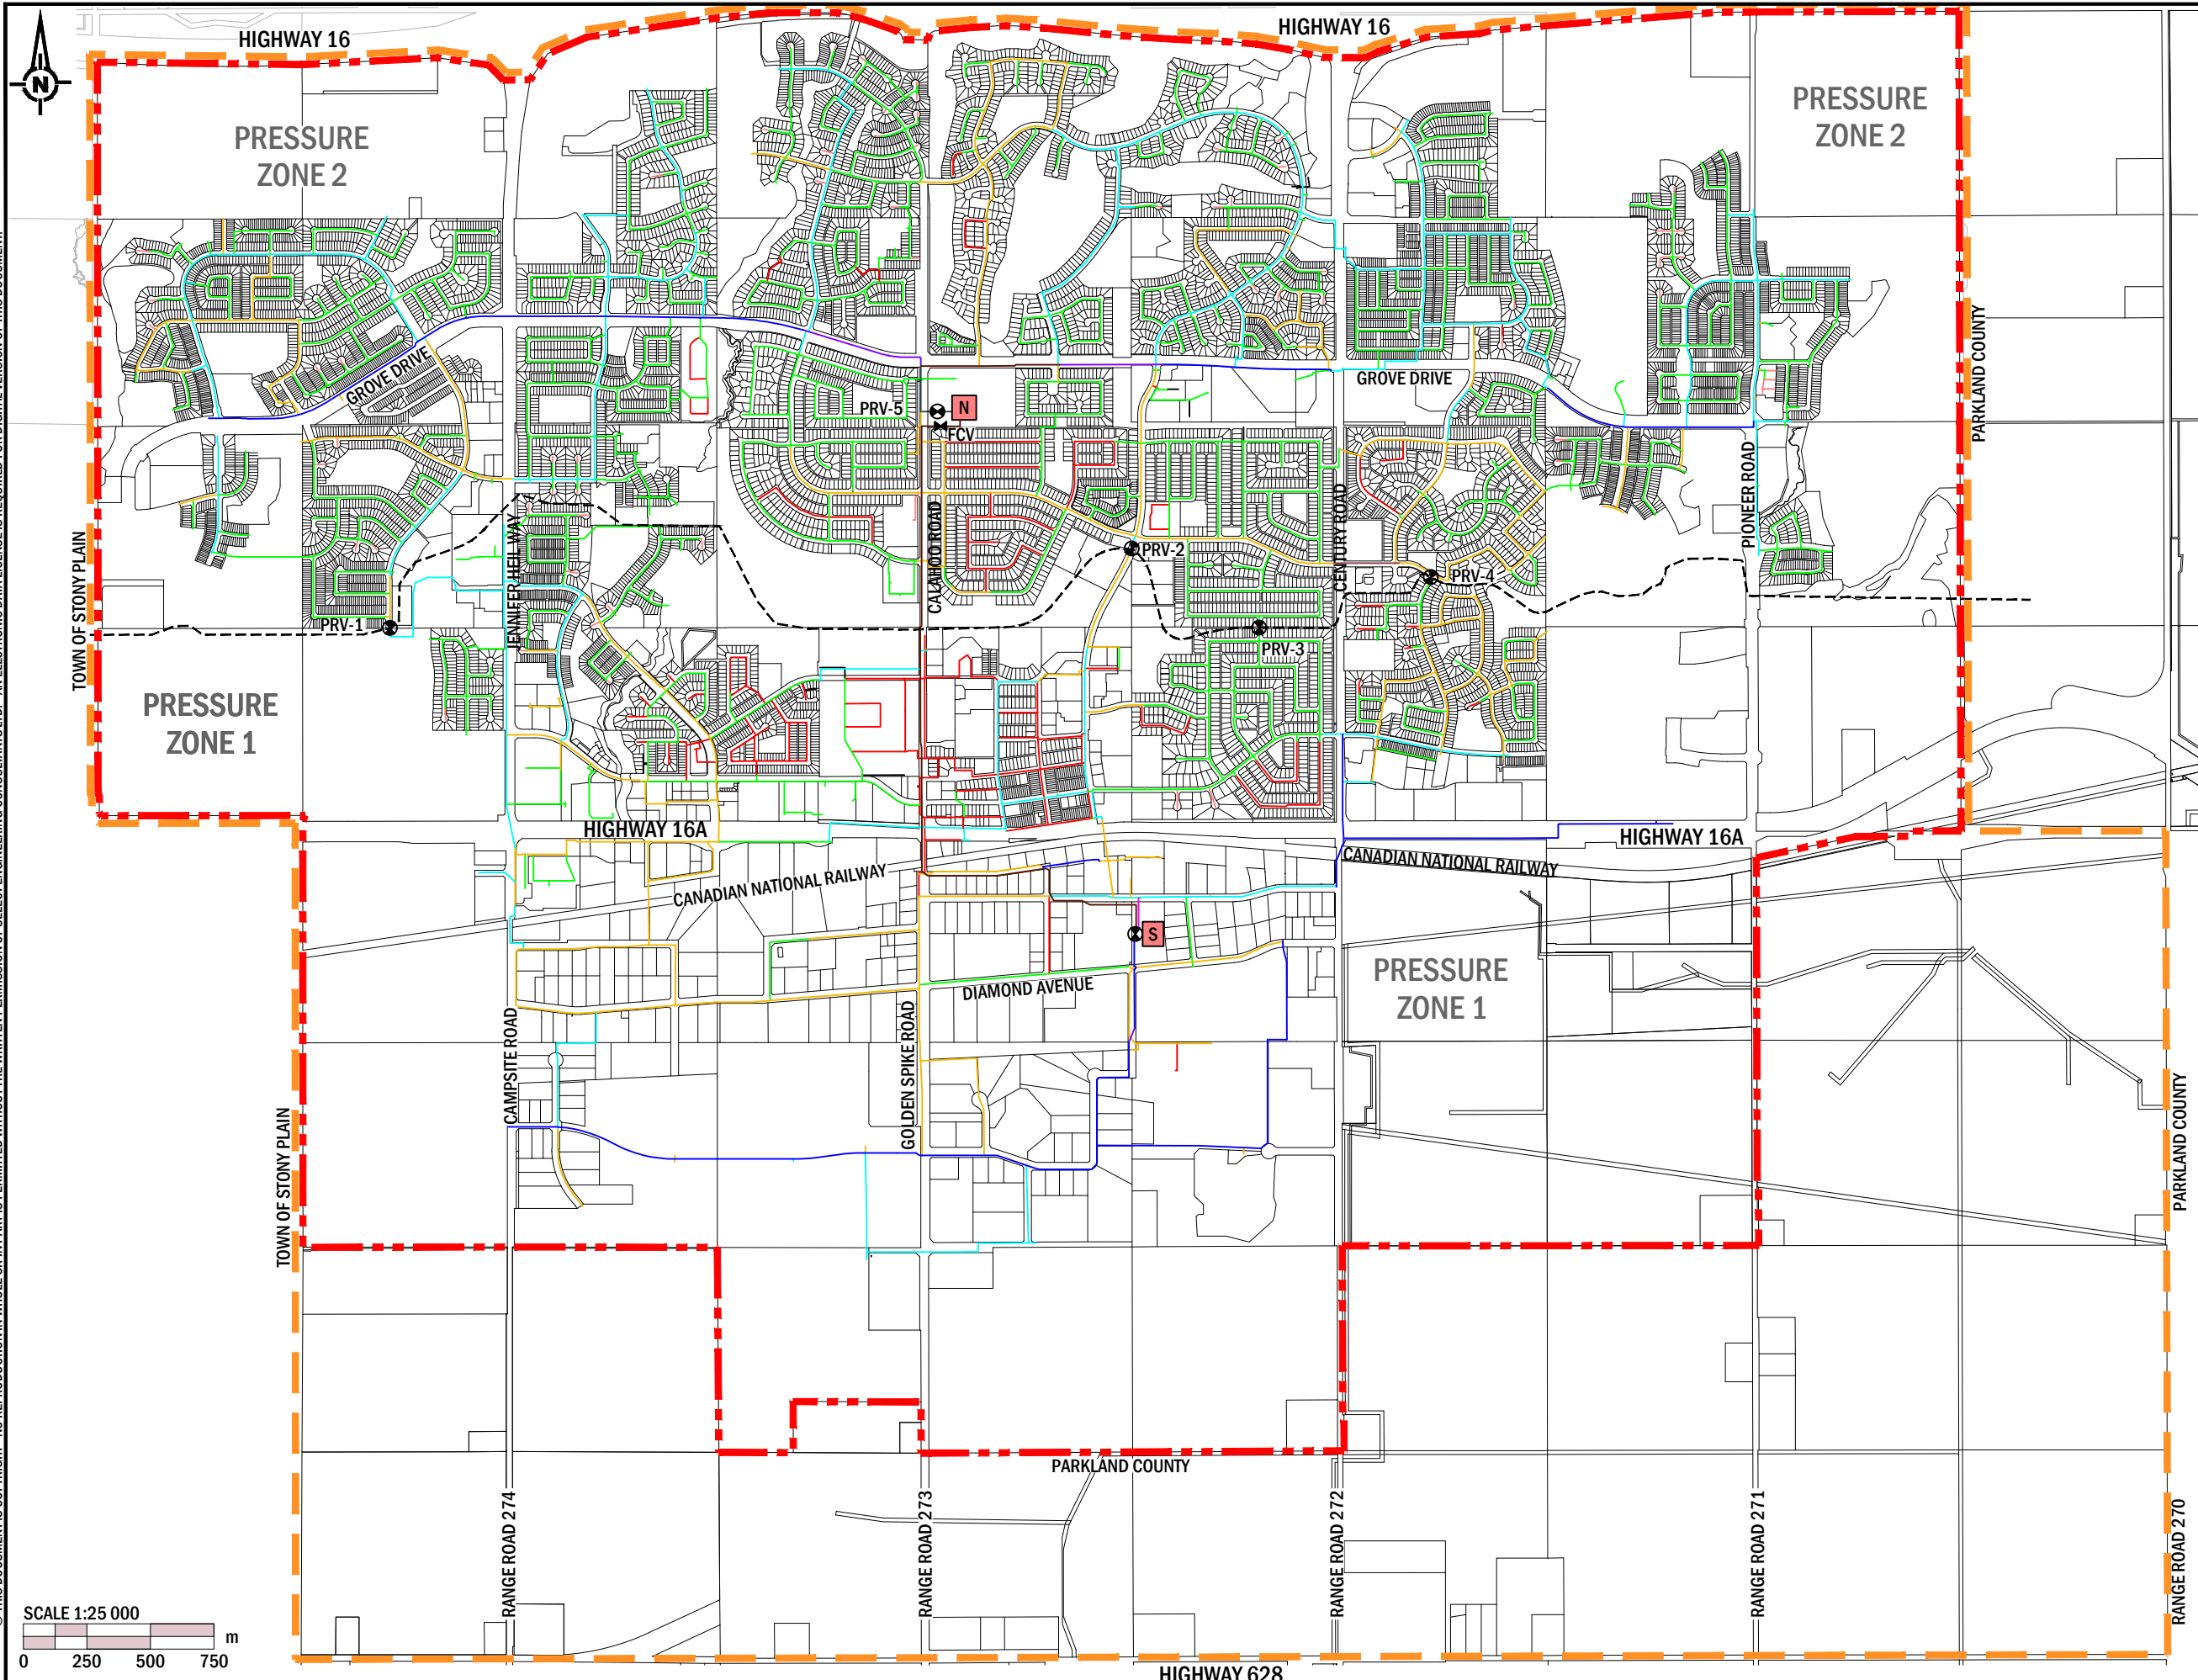 HIGHWAY 16
HIGHWAY 16
N
PRESSURE
ZONE 2
PRESSURE
ZONE 2
GROVE DRIVE
GROVE DRIVE
PRV-5
N
FCV
PARKLAND COUNTY
TOWN OF STONY PLAIN
JENNIFER HEIL WAY
CALAHOO ROAD
CENTURY ROAD
PIONEER ROAD
PRV-1
PRV-2
PRV-3
PRV-4
PRESSURE
ZONE 1
HIGHWAY 16A
HIGHWAY 16A
CANADIAN NATIONAL RAILWAY
CANADIAN NATIONAL RAILWAY
S
DIAMOND AVENUE
PRESSURE
ZONE 1
CAMPSITE ROAD
GOLDEN SPIKE ROAD
TOWN OF STONY PLAIN
PARKLAND COUNTY
PARKLAND COUNTY
RANGE ROAD 274
RANGE ROAD 273
RANGE ROAD 272
RANGE ROAD 271
RANGE ROAD 270
SCALE 1:25 000
m
0 250 500 750
HIGHWAY 628